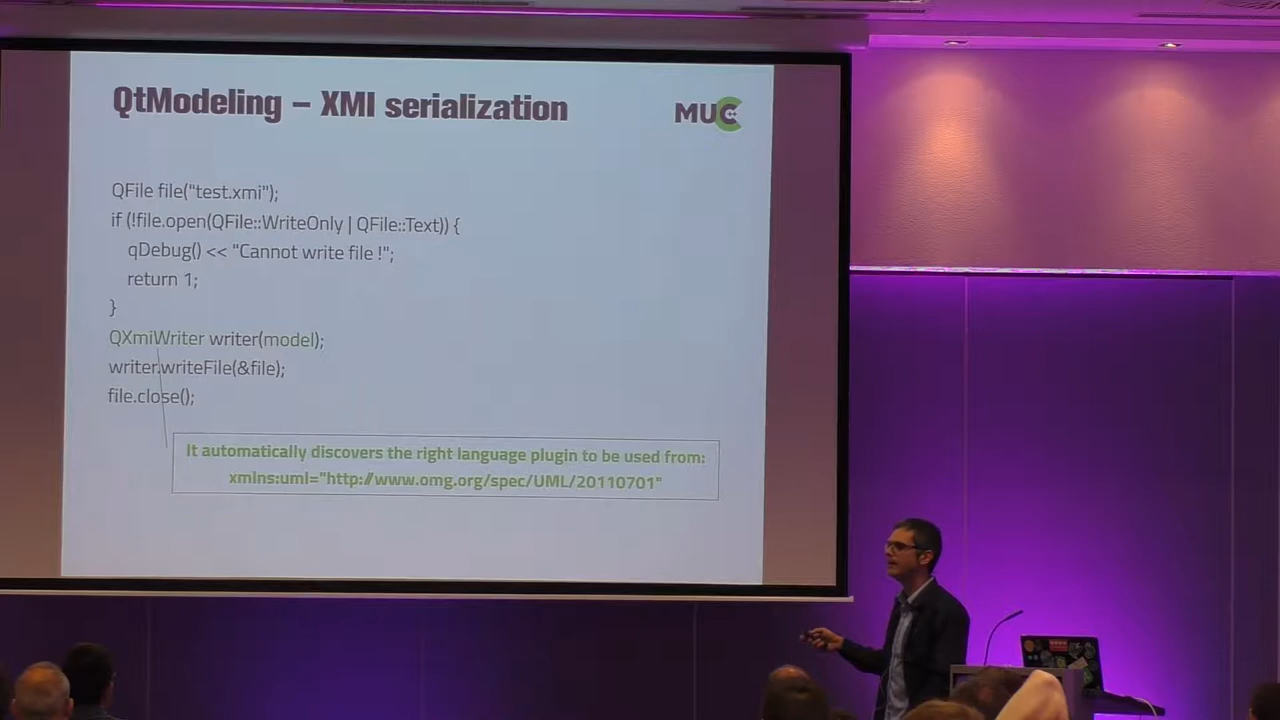 QtModeling – XMI serialization
MUC
QFile file("test.xmi");
if (!file.open(QFile::WriteOnly | QFile::Text)) {
qDebug() << "Cannot write file !";
return 1;
}
QXmiWriter writer(model);
writer.writeFile(&file);
file.close();
It automatically discovers the right language plugin to be used from:
xmlns:uml="http://www.omg.org/spec/UML/20110701"